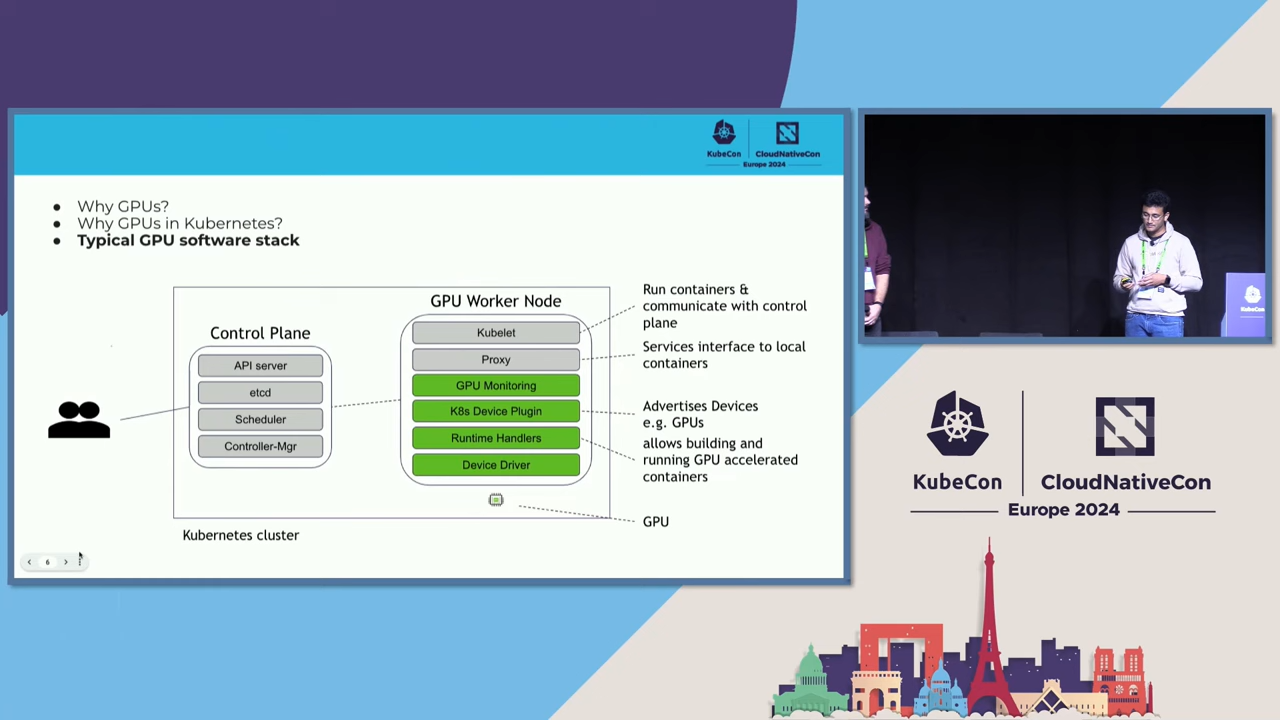 KubeCon
CloudNativeCon
Europe 2024
Why GPUs?
Why GPUs in Kubernetes?
Typical GPU software stack
Control Plane
API server
etcd
Scheduler
Controller-Mgr
GPU Worker Node
Kubelet
Proxy
GPU Monitoring
K8s Device Plugin
Runtime Handlers
Device Driver
Run containers &
communicate with control
plane
Services interface to local
containers
Advertises Devices
e.g. GPUs
allows building and
running GPU accelerated
containers
GPU
Kubernetes cluster
6
KubeCon
CloudNativeCon
Europe 2024